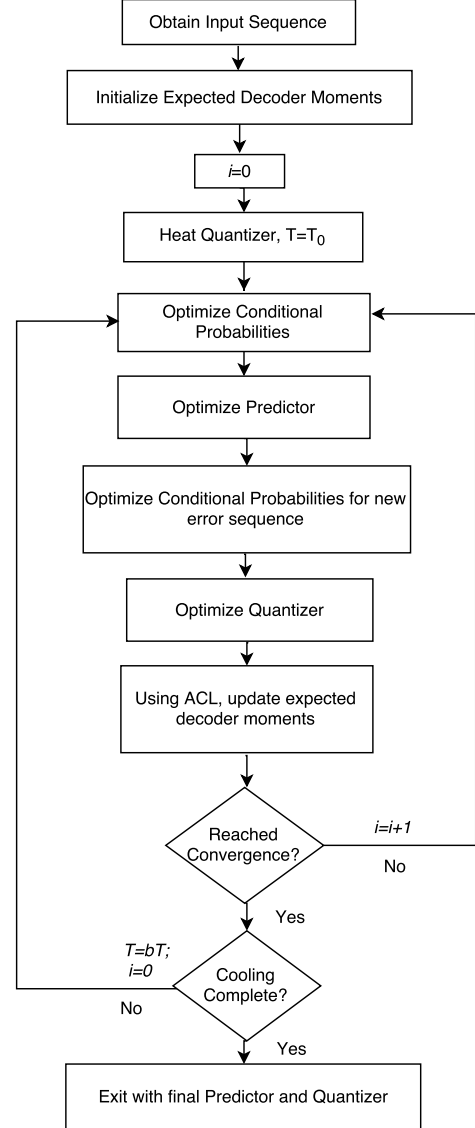 Obtain Input Sequence
Initialize Expected Decoder Moments
i=0
Heat Quantizer, T=T₀
Optimize Conditional
Probabilities
Optimize Predictor
Optimize Conditional Probabilities for new
error sequence
Optimize Quantizer
Using ACL, update expected
decoder moments
Reached
Convergence?
i=i+1
No
Yes
T=bT;
i=0
Cooling
Complete?
No
Yes
Exit with final Predictor and Quantizer